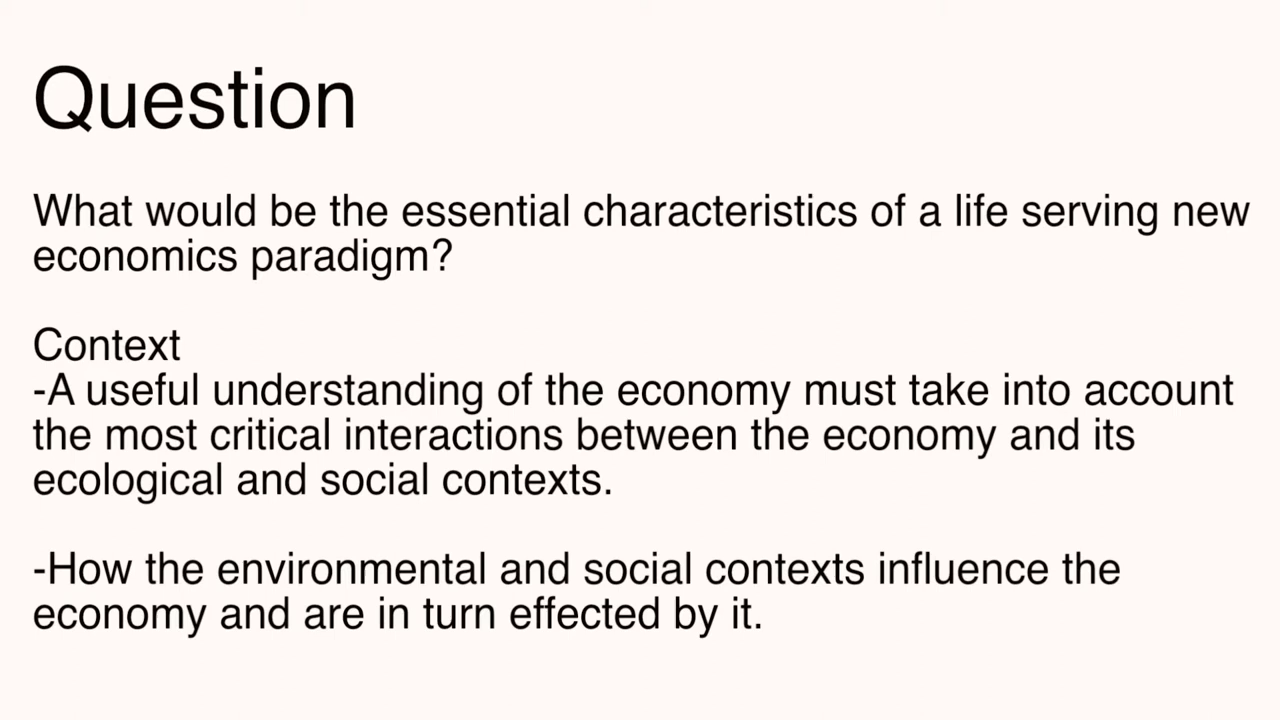 Question
What would be the essential characteristics of a life serving new
economics paradigm?
Context
-A useful understanding of the economy must take into account
the most critical interactions between the economy and its
ecological and social contexts.
-How the environmental and social contexts influence the
economy and are in turn effected by it.